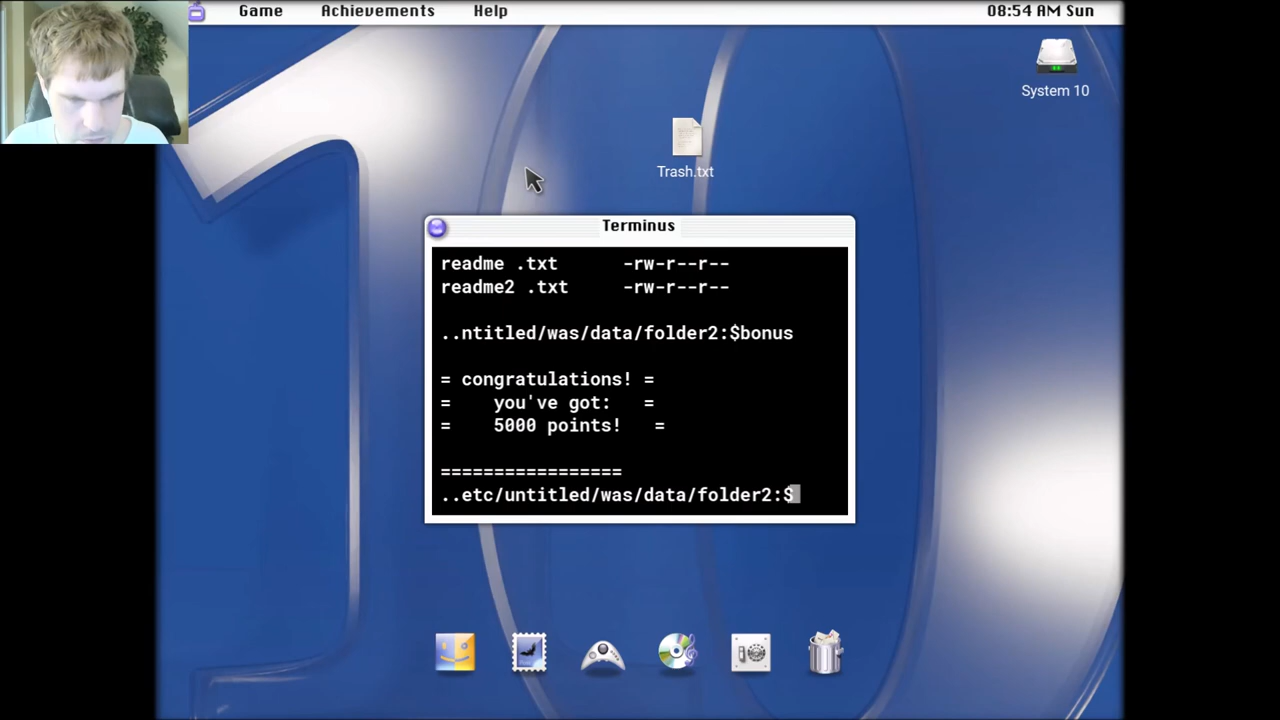 Game Achievements Help 08:54 AM Sun
System 10
Trash.txt
Terminus
readme .txt -rw-r--r--
readme2 .txt -rw-r--r--
..ntitled/was/data/folder2:$bonus
= congratulations! =
= you've got: =
= 5000 points! =
=================
..etc/untitled/was/data/folder2:$